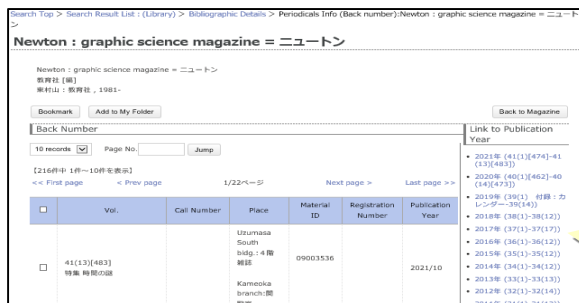 Search Top > Search Result List : (Library) > Bibliographic Details > Periodicals Info (Back number):Newton : graphic science magazine = ニュートン
Newton : graphic science magazine = ニュートン
Newton : graphic science magazine = ニュートン
教育社 [編]
東村山 : 教育社 , 1981-
Bookmark Add to My Folder Back to Magazine
Back Number
10 records Page No. Jump
【216件中 1件～10件を表示】
<< First page < Prev page 1/22ページ Next page > Last page >>
Vol. Call Number Place Material ID Registration Number Publication Year
41(13)[483]
特集 時間の謎
Uzumasa
South
bidg.:4階
雑誌
Kameoka
branch:開
09003536
2021/10
Link to Publication
Year
2021年 (41(1)[474]-41
(13)[483])
2020年 (40(1)[462]-40
(14)[473])
2019年 (39(1) 付録:カ
レンダー-39(14))
2018年 (38(1)-38(12))
2017年 (37(1)-37(17))
2016年 (36(1)-36(12))
2015年 (35(1)-35(12))
2014年 (34(1)-34(12))
2013年 (33(1)-33(13))
2012年 (32(1)-32(14))